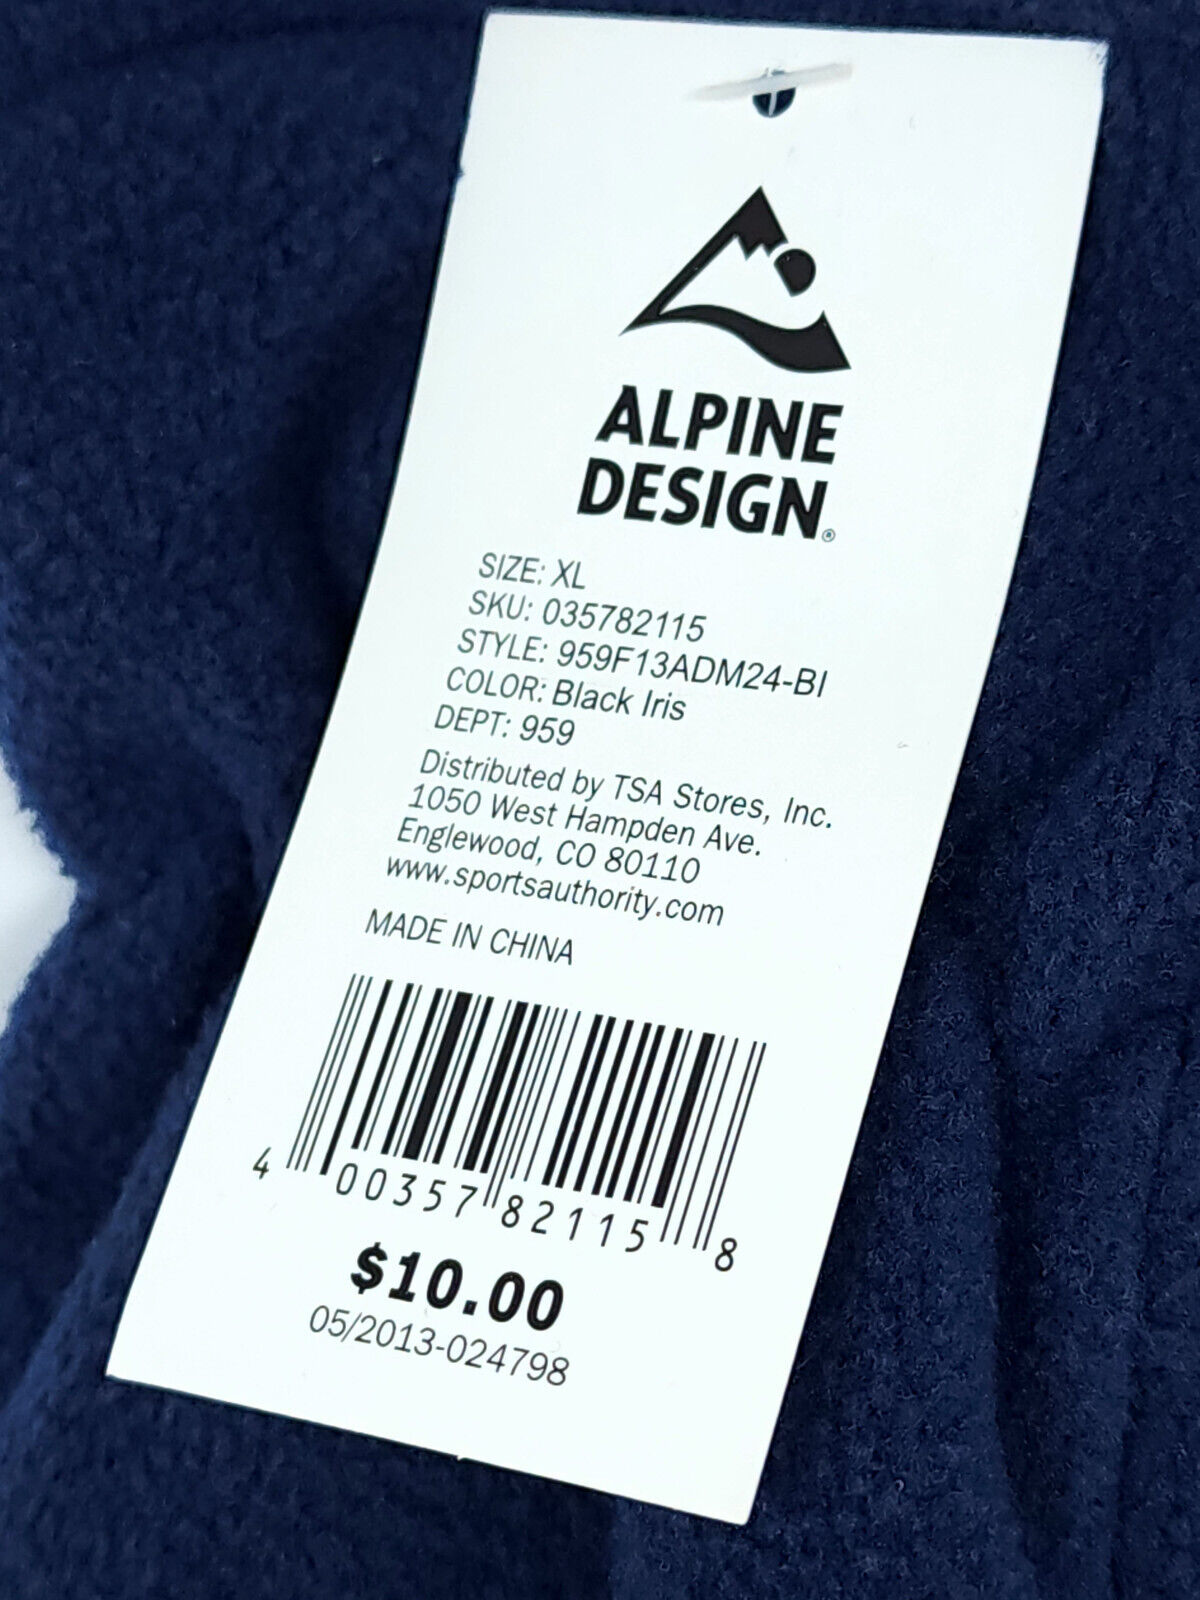 ALPINE
DESIGN®
SIZE: XL
SKU: 035782115
STYLE: 959F13ADM24-BI
COLOR: Black Iris
DEPT: 959
Distributed by TSA Stores, Inc.
1050 West Hampden Ave.
Englewood, CO 80110
www.sportsauthority.com
MADE IN CHINA
4 00357 82115 8
$10.00
05/2013-024798